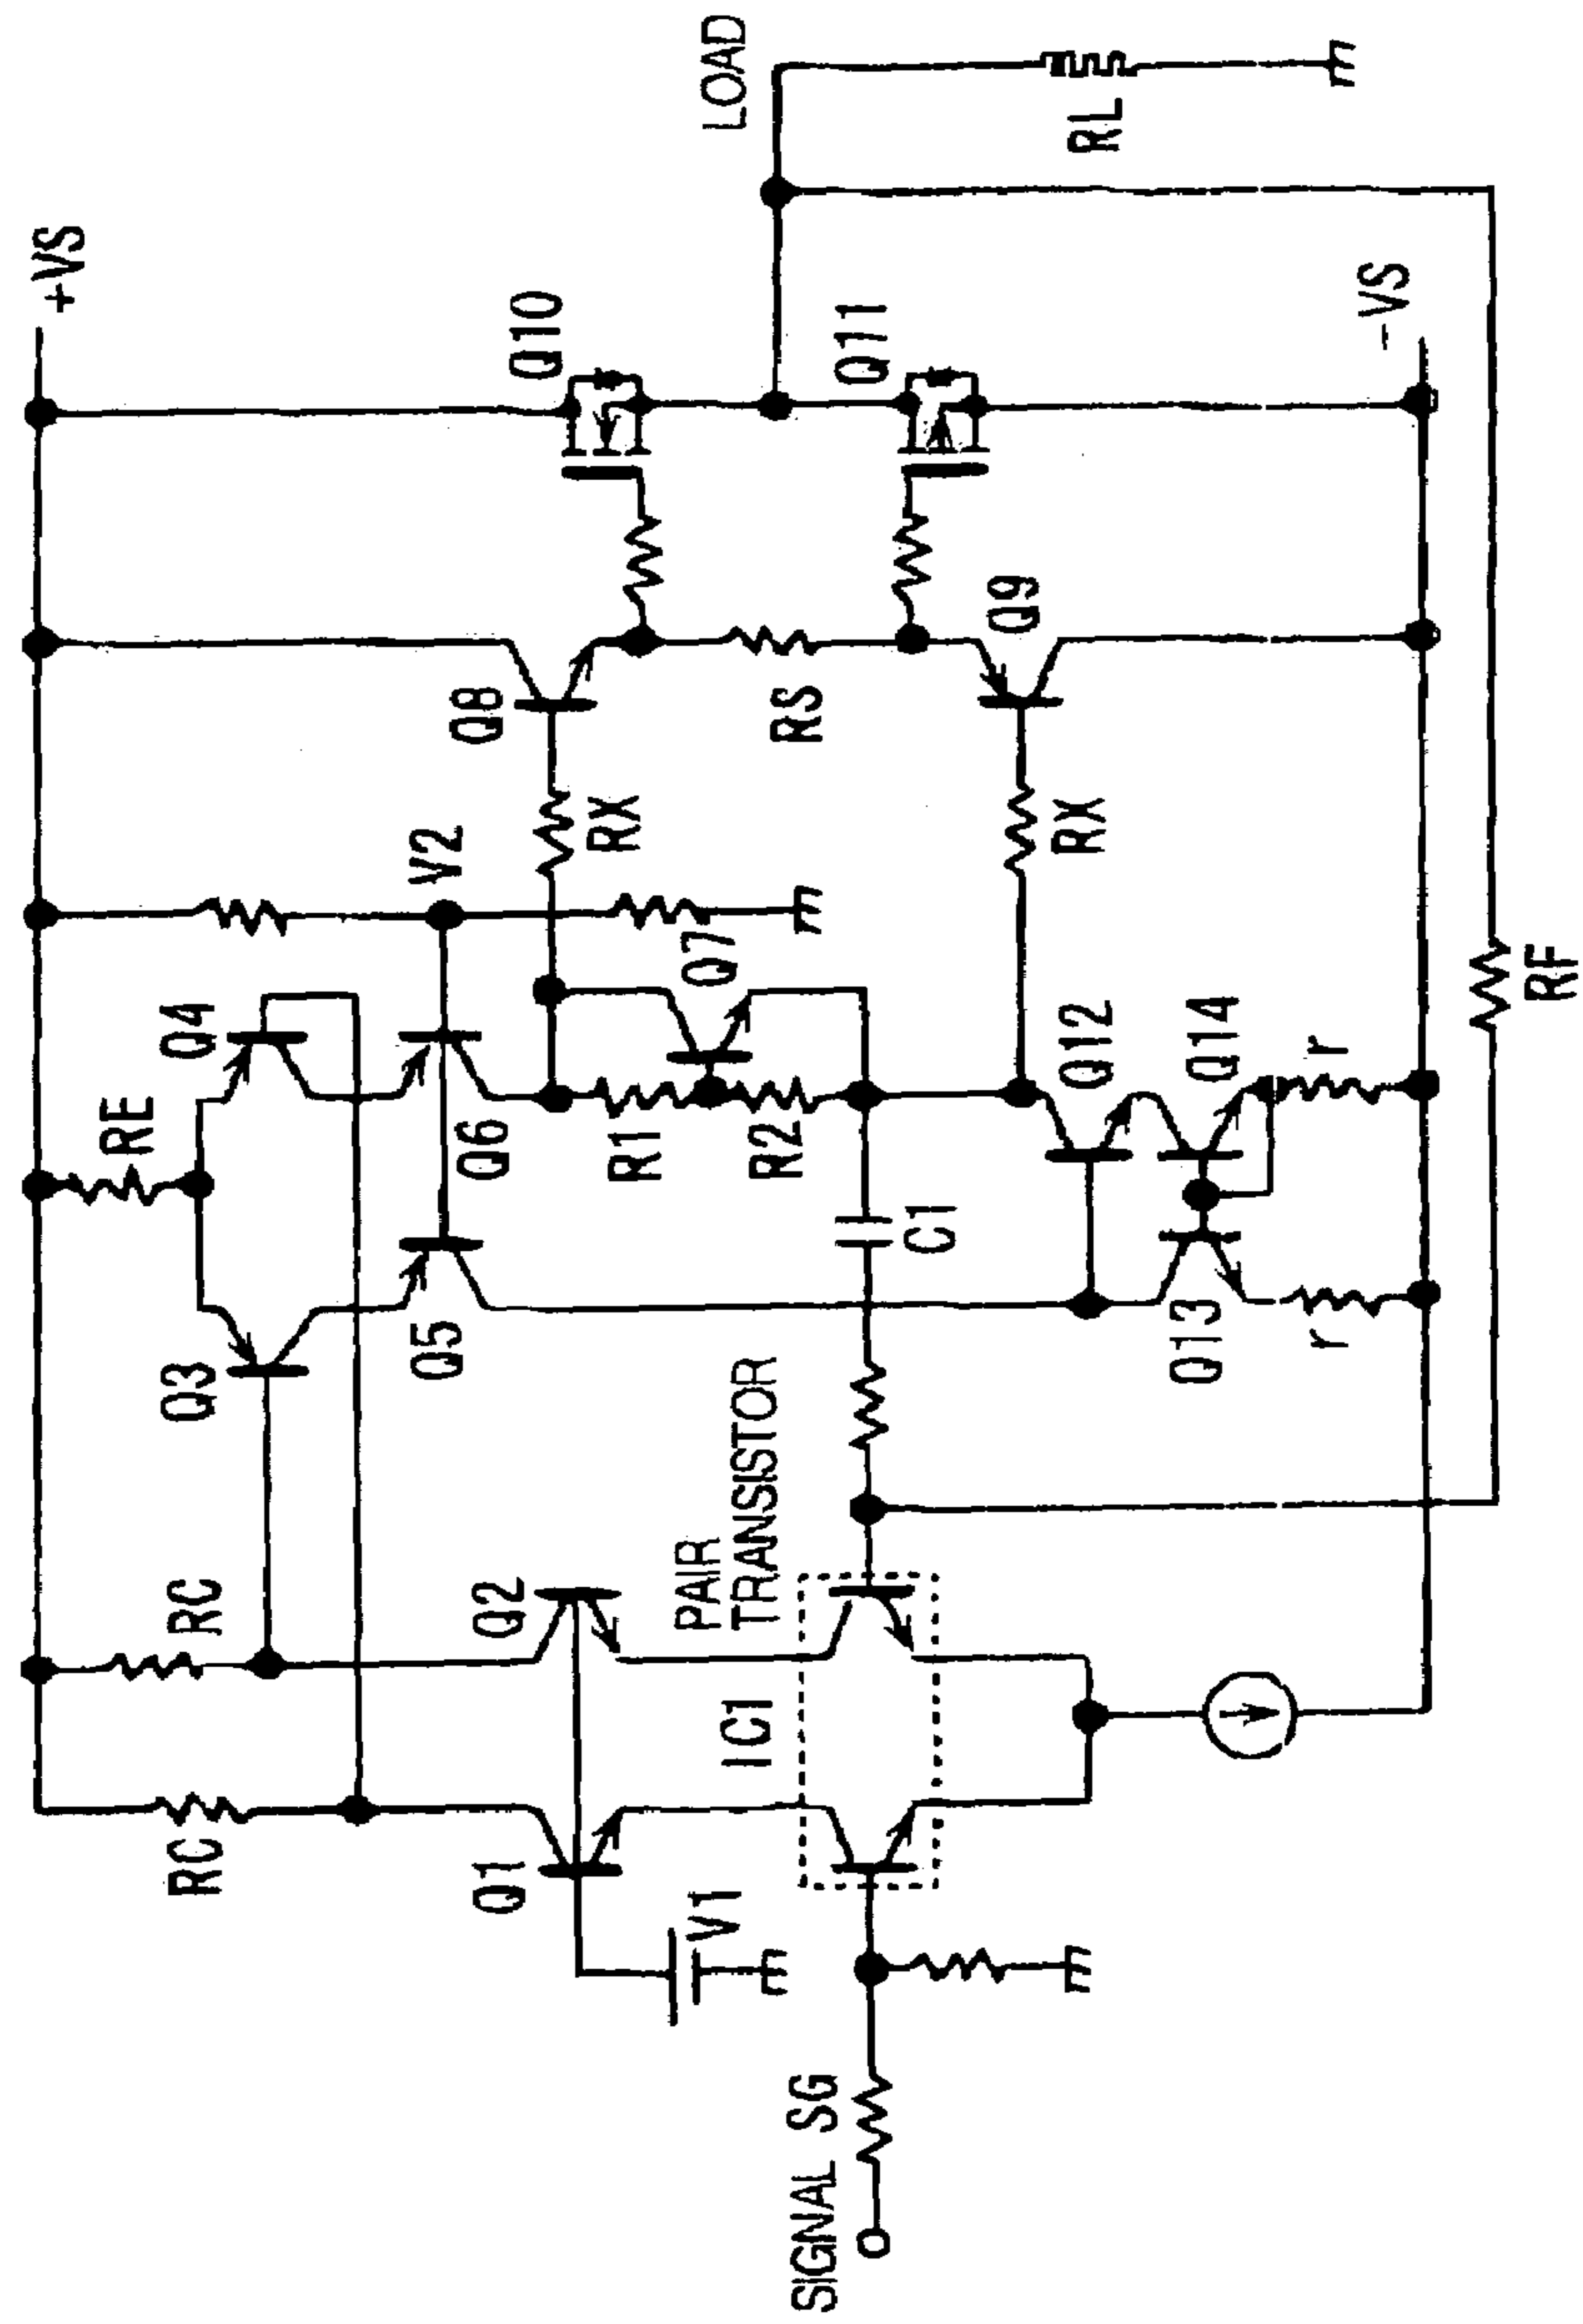 +VS
RC
RC
RE
Q3
Q4
V2
Q8
Q10
LOAD
Q1
Q2
Q5
Q6
R1
Q7
RX
RS
V1
IC1
PAIR
TRANSISTOR
R2
C1
RX
Q9
Q11
RL
SIGNAL SG
Q12
Q13
Q14
r
r
-VS
RF